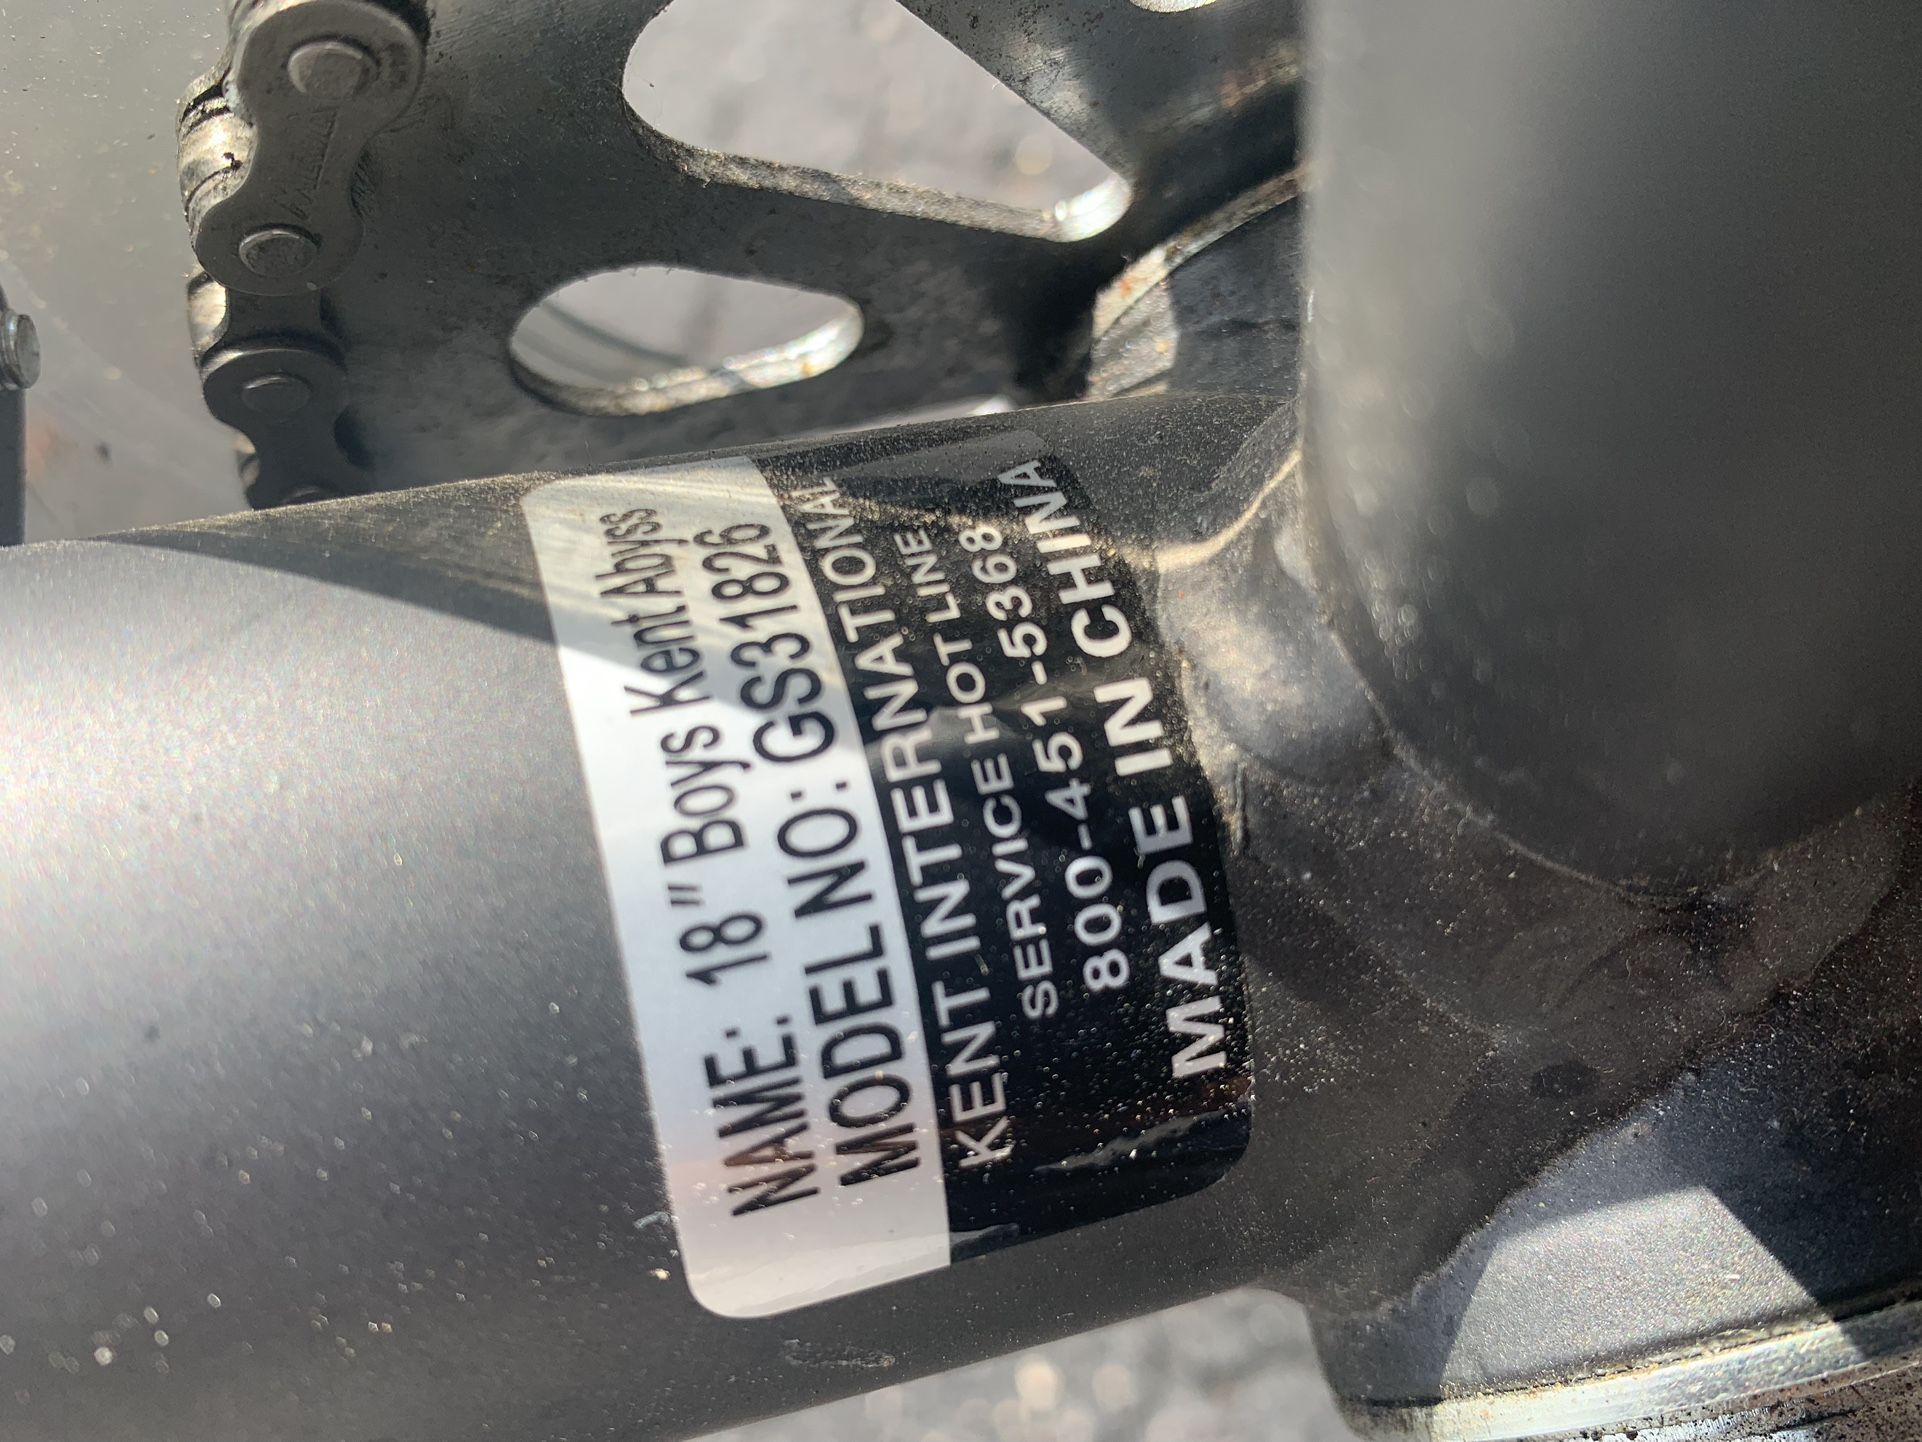 NAME: 18" Boys Kent Abyss
MODEL NO: GS31826
KENT INTERNATIONAL
SERVICE HOT LINE
800-451-5368
MADE IN CHINA